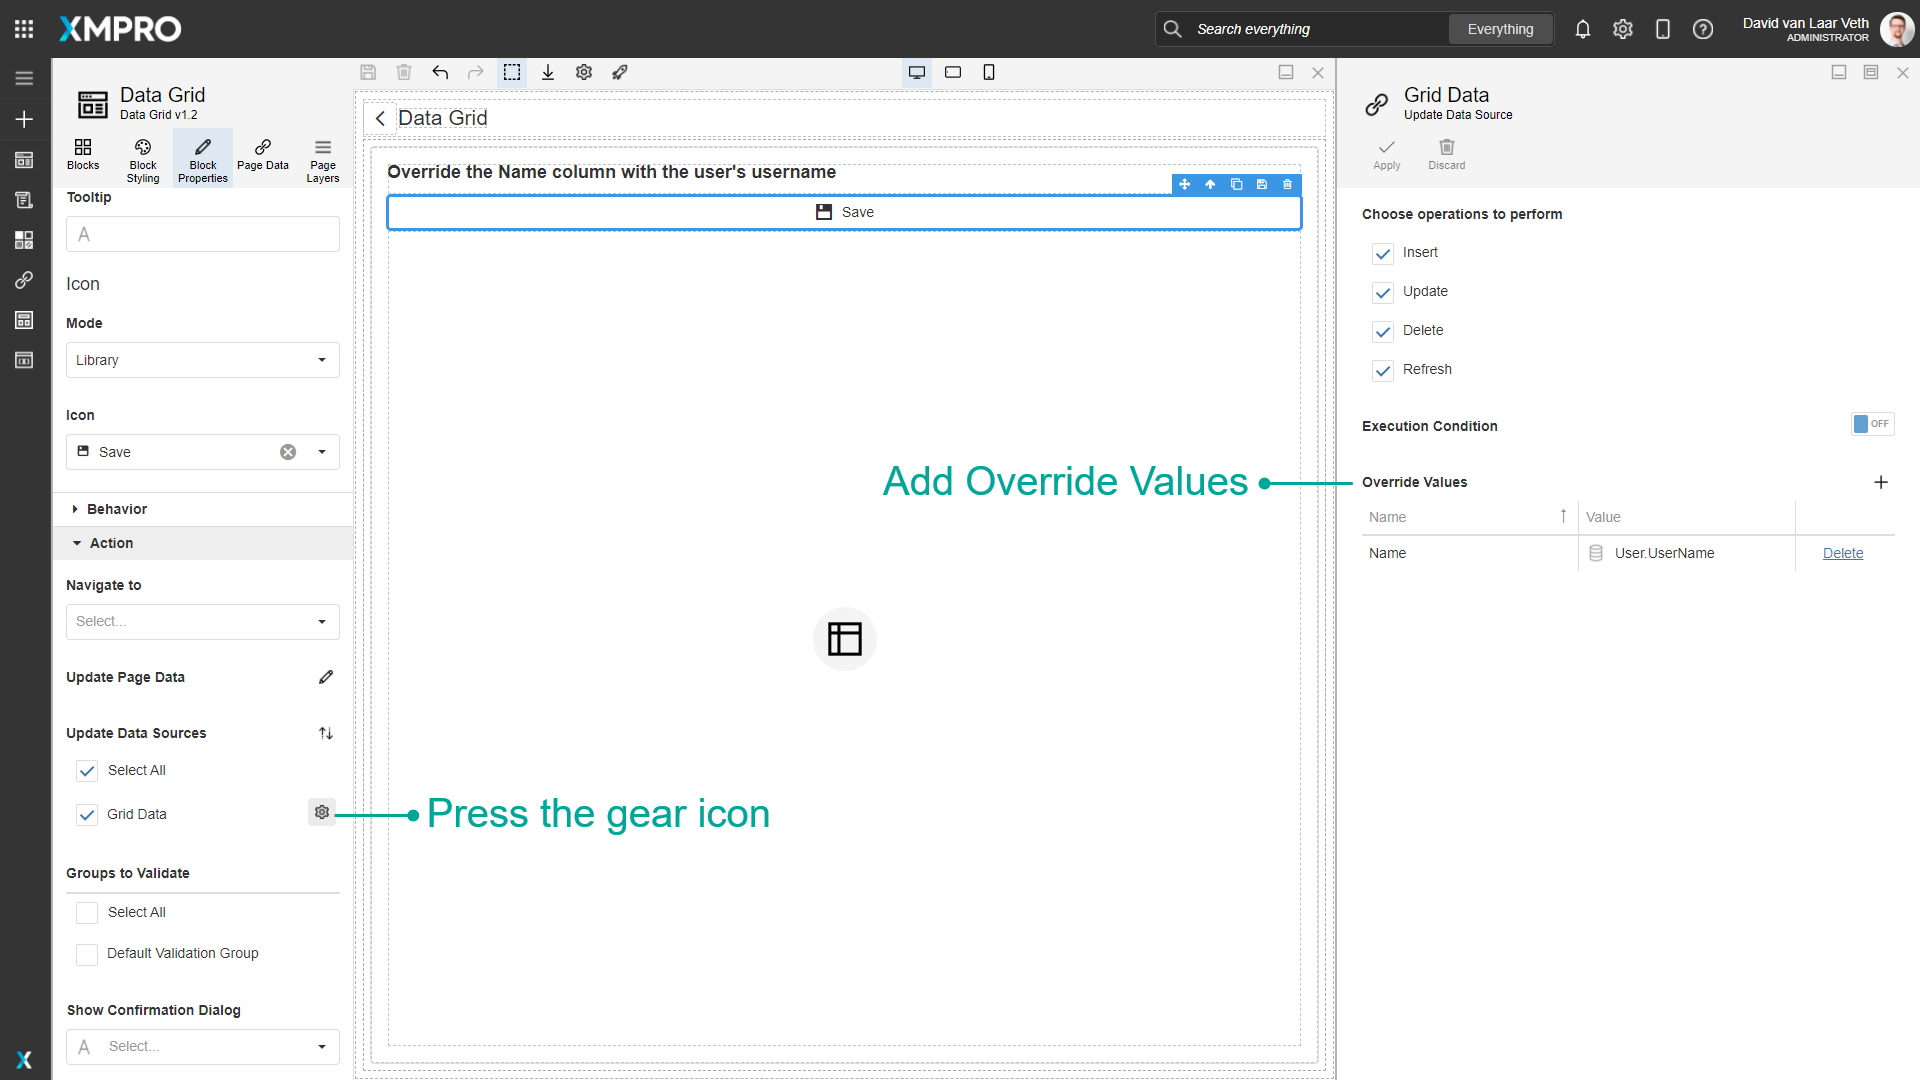 XMPRO
Search everything
Everything
David van Laar Veth
ADMINISTRATOR
Data Grid
Data Grid v1.2
Blocks
Block Styling
Block Properties
Page Data
Page Layers
Tooltip
A
Icon
Mode
Library
Icon
Save
Behavior
Action
Navigate to
Select...
Update Page Data
Update Data Sources
Select All
Grid Data
Groups to Validate
Select All
Default Validation Group
Show Confirmation Dialog
A Select...
X
Data Grid
Override the Name column with the user's username
Save
Add Override Values
Press the gear icon
Grid Data
Update Data Source
Apply
Discard
Choose operations to perform
Insert
Update
Delete
Refresh
Execution Condition
OFF
Override Values
Name Value
Name User.UserName Delete